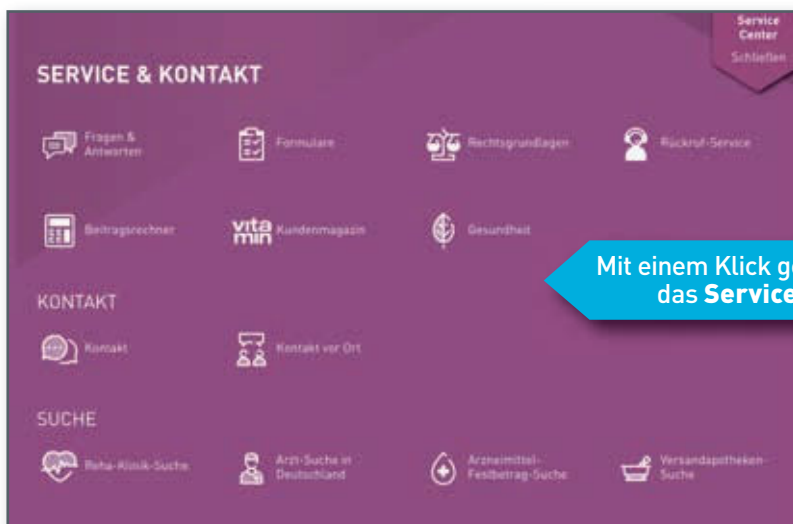 Service
Center
Schließen
SERVICE & KONTAKT
Fragen &
Antworten
Formulare
Rechtsgrundlagen
Rückruf-Service
Beitragsrechner
vita
min Kundenmagazin
Gesundheit
Mit einem Klick ge
das Service
KONTAKT
Kontakt
Kontakt vor Ort
SUCHE
Reha-Klinik-Suche
Arzt-Suche in
Deutschland
Arzneimittel-
Festbetrag-Suche
Versandapotheken-
Suche